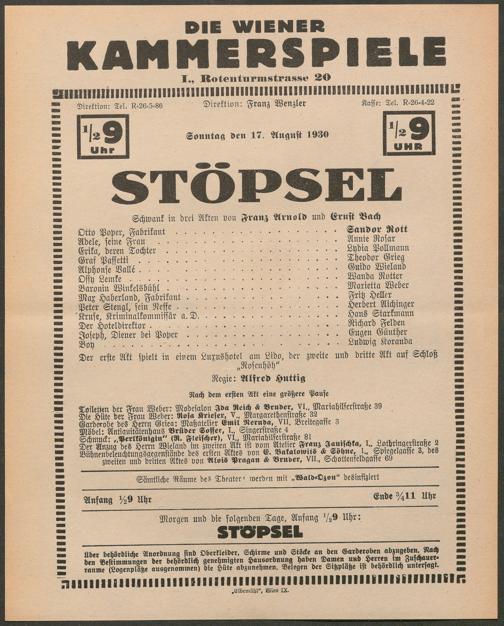 DIE WIENER
KAMMERSPIELE
I., Rotenturmstrasse 20
Direktion: Tel. R-26-5-86 Direktion: Franz Wenzler Kasse: Tel. R-26-4-22
1/2 9 Uhr 1/2 9 UHR
Sonntag den 17. August 1930
STÖPSEL
Schwank in drei Akten von Franz Arnold und Ernst Bach
Otto Poper, Fabrikant . . . . Sandor Rott
Adele, seine Frau . . . . Annie Rosar
Erika, deren Tochter . . . . Lydia Pollmann
Graf Paffetti . . . . Theodor Grieg
Alphonse Vallé . . . . Guido Wieland
Ossy Lemke . . . . Wanda Rotter
Baronin Winkelsbühl . . . . Marietta Weber
Max Haberland, Fabrikant . . . . Fritz Heller
Peter Stengl, sein Neffe . . . . Herbert Aichinger
Kruse, Kriminalkommissär a. D. . . . . Hans Starkmann
Der Hoteldirektor . . . . Richard Felden
Joseph, Diener bei Poper . . . . Eugen Günther
Boy . . . . Ludwig Koranda
Der erste Akt spielt in einem Luxushotel am Lido, der zweite und dritte Akt auf Schloß
„Rosenhöh"
Regie: Alfred Huttig
Nach dem ersten Akt eine größere Pause
Toiletten der Frau Weber: Modesalon Ida Reich & Bruder, VI., Mariahilferstraße 39
Die Hüte der Frau Weber: Rosa Krieser, V., Margaretenstraße 32
Garderobe des Herrn Grieg: Maßatelier Emil Nernda, VII., Breitegasse 3
Möbel: Antiquitätenhaus Brüder Soffer, I., Singerstraße 4
Schmuck: „Perlkönigin" (R. Fleischer), VI., Mariahilferstraße 81
Der Anzug des Herrn Wieland im zweiten Akt ist vom Atelier Franz Janischka, I., Lothringerstraße 2
Bühnenbeleuchtungsgegenstände des ersten Aktes von E. Bakalowits & Söhne, I., Spiegelgasse 3, des
zweiten und dritten Aktes von Alois Pragan & Bruder, VII., Schottenfeldgasse 69
Sämtliche Räume des Theaters werden mit „Wald-Ozon" desinfiziert
Anfang 1/2 9 Uhr Ende 3/4 11 Uhr
Morgen und die folgenden Tage, Anfang 1/2 9 Uhr:
STÖPSEL
Über behördliche Anordnung sind Oberkleider, Schirme und Stöcke an den Garderoben abzugeben. Nach
den Bestimmungen der behördlich genehmigten Hausordnung haben Damen und Herren im Zuschauer-
raume (Logenplätze ausgenommen) die Hüte abzunehmen. Belegen der Sitzplätze ist behördlich untersagt.
„Elbemühl", Wien IX.